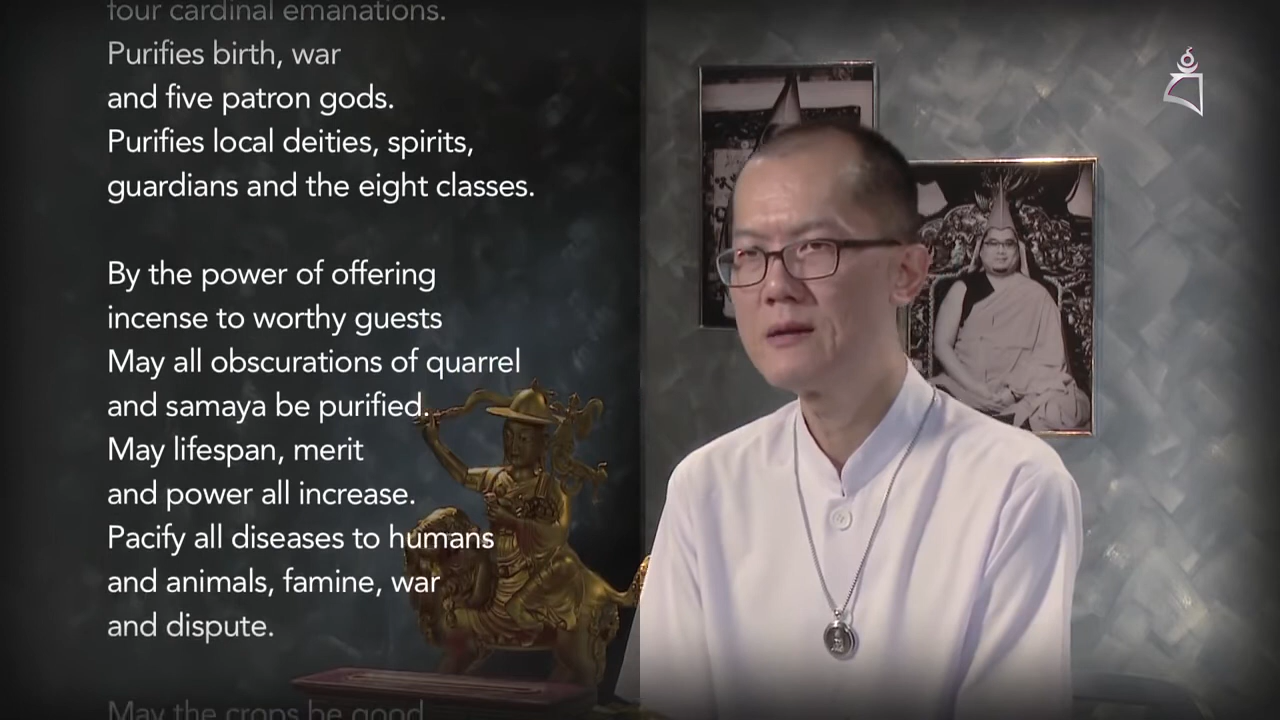 four cardinal emanations.
Purifies birth, war
and five patron gods.
Purifies local deities, spirits,
guardians and the eight classes.
By the power of offering
incense to worthy guests
May all obscurations of quarrel
and samaya be purified.
May lifespan, merit
and power all increase.
Pacify all diseases to humans
and animals, famine, war
and dispute.
May the crops be good